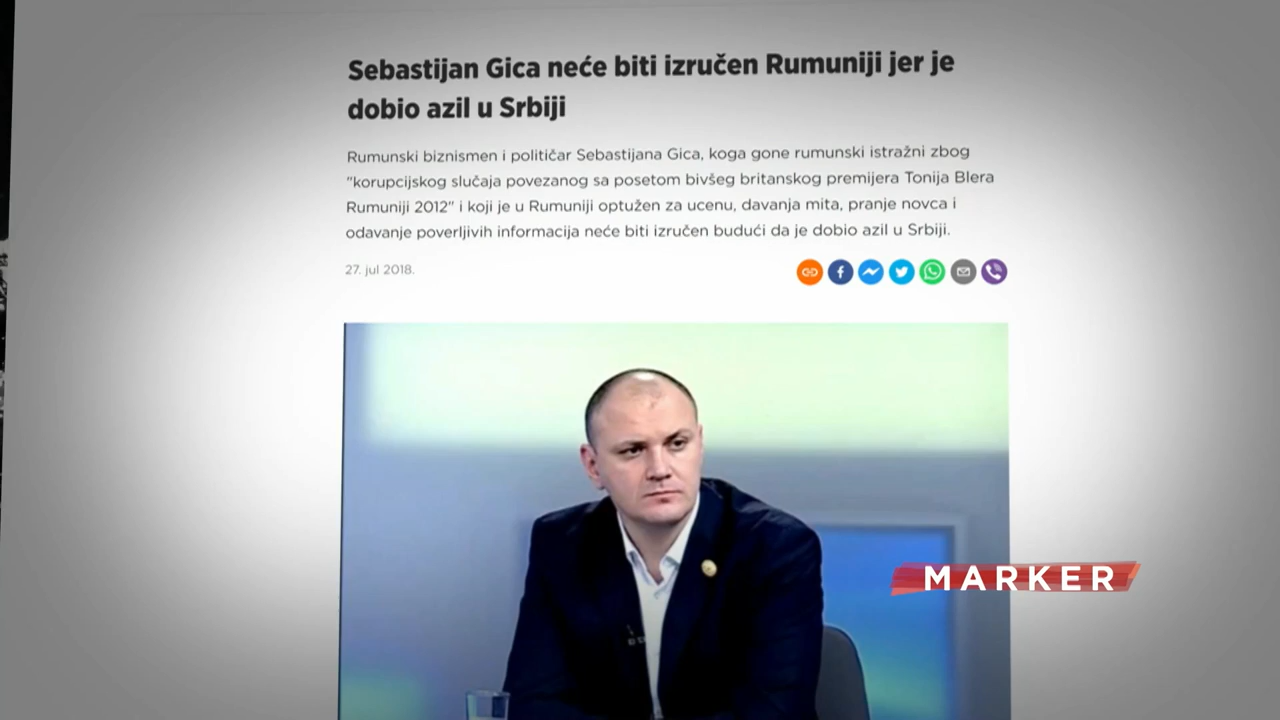 Sebastijan Gica neće biti izručen Rumuniji jer je
dobio azil u Srbiji
Rumunski biznismen i političar Sebastijana Gica, koga gone rumunski istražni zbog
"korupcijskog slučaja povezanog sa posetom bivšeg britanskog premijera Tonija Blera
Rumuniji 2012" i koji je u Rumuniji optužen za ucenu, davanja mita, pranje novca i
odavanje poverljivih informacija neće biti izručen budući da je dobio azil u Srbiji.
27. jul 2018.
MARKER